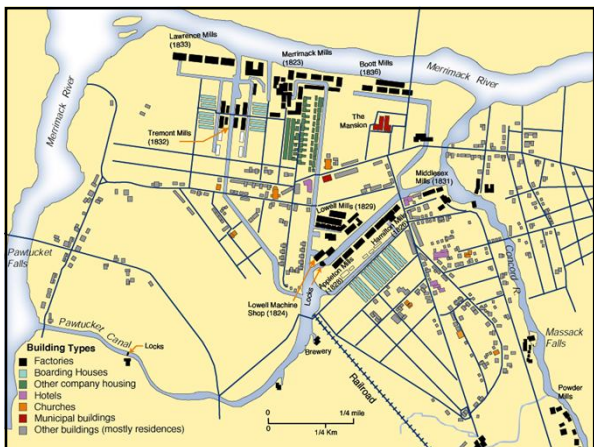 Lawrence Mills
(1833)
Merrimack Mills
(1823)
Boott Mills
(1836)
Merrimack River
Merrimack River
The
Mansion
Tremont Mills
(1832)
Middlesex
Mills (1831)
Lowell Mills (1829)
Hamilton Mills
Appleton Mills
(1828)
Concord R.
Pawtucket
Falls
Lowell Machine
Shop (1824)
Locks
Massack
Falls
Pawtucker Canal
Locks
Brewery
Railroad
Powder
Mills
Building Types
Factories
Boarding Houses
Other company housing
Hotels
Churches
Municipal buildings
Other buildings (mostly residences)
0
1/4 mile
0
1/4 Km